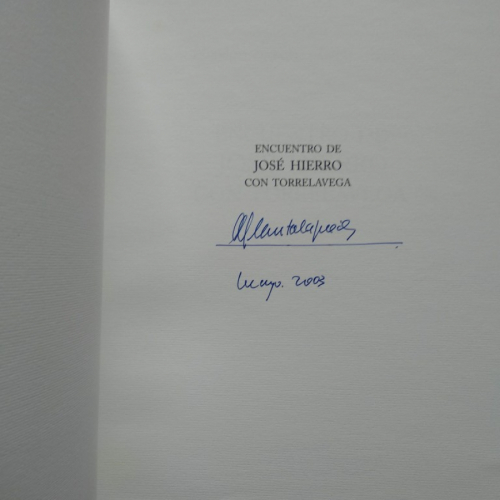 ENCUENTRO DE
JOSÉ HIERRO
CON TORRELAVEGA
Mayo. 2003